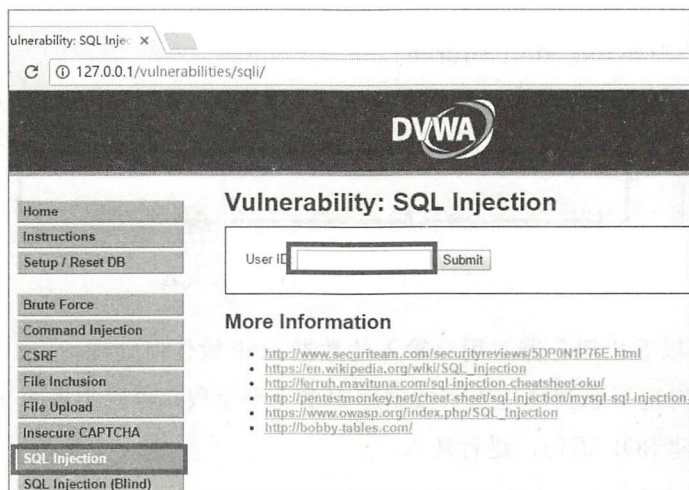 Vulnerability: SQL Injec ×
127.0.0.1/vulnerabilities/sqli/
DVWA
Home
Instructions
Setup / Reset DB
Brute Force
Command Injection
CSRF
File Inclusion
File Upload
Insecure CAPTCHA
SQL Injection
SQL Injection (Blind)
Vulnerability: SQL Injection
User ID
Submit
More Information
http://www.securiteam.com/securityreviews/5DP0N1P76E.html
https://en.wikipedia.org/wiki/SQL_injection
http://ferruh.mavituna.com/sql-injection-cheatsheet-oku/
http://pentestmonkey.net/cheat-sheet/sql-injection/mysql-sql-injection
https://www.owasp.org/index.php/SQL_Injection
http://bobby-tables.com/